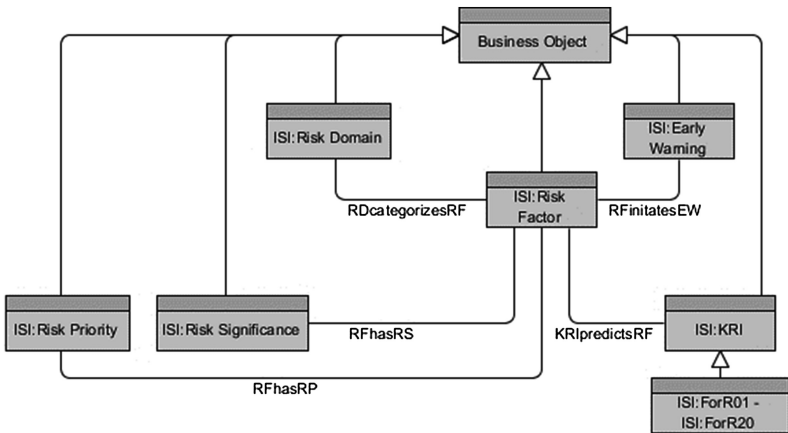 Business Object
ISI:Risk Domain
ISI:Early
Warning
ISI:Risk
Factor
RDcategorizesRF
RFinitatesEW
ISI:Risk Priority
ISI:Risk Significance
RFhasRS
KRIpredictsRF
ISI:KRI
RFhasRP
ISI:ForR01 -
ISI:ForR20